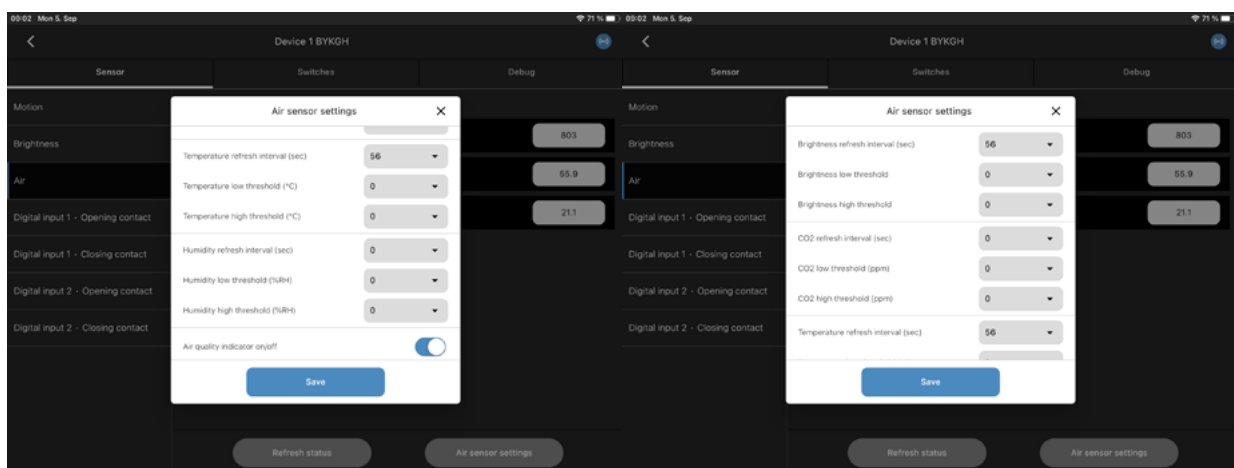 09:02 Mon 5. Sep
71 %
Device 1 BYKGH
Sensor Switches Debug
Motion
Brightness
Air
Digital input 1 - Opening contact
Digital input 1 - Closing contact
Digital input 2 - Opening contact
Digital input 2 - Closing contact
803
55.9
21.1
Air sensor settings
Temperature refresh interval (sec) 56
Temperature low threshold (°C) 0
Temperature high threshold (°C) 0
Humidity refresh interval (sec) 0
Humidity low threshold (%RH) 0
Humidity high threshold (%RH) 0
Air quality indicator on/off
Save
Refresh status Air sensor settings
09:02 Mon 5. Sep
71 %
Device 1 BYKGH
Sensor Switches Debug
Motion
Brightness
Air
Digital input 1 - Opening contact
Digital input 1 - Closing contact
Digital input 2 - Opening contact
Digital input 2 - Closing contact
803
55.9
21.1
Air sensor settings
Brightness refresh interval (sec) 56
Brightness low threshold 0
Brightness high threshold 0
CO2 refresh interval (sec) 0
CO2 low threshold (ppm) 0
CO2 high threshold (ppm) 0
Temperature refresh interval (sec) 56
Save
Refresh status Air sensor settings